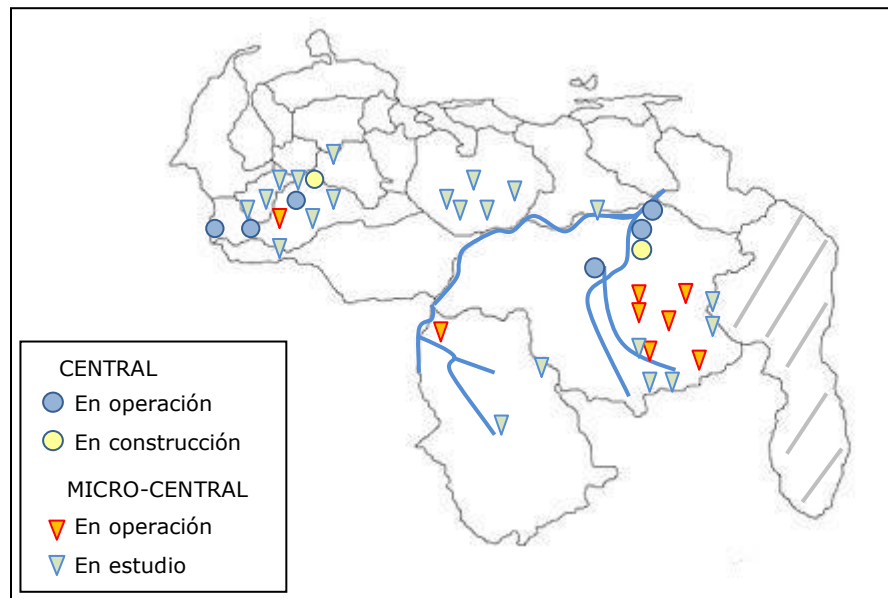 CENTRAL
En operación
En construcción
MICRO-CENTRAL
En operación
En estudio